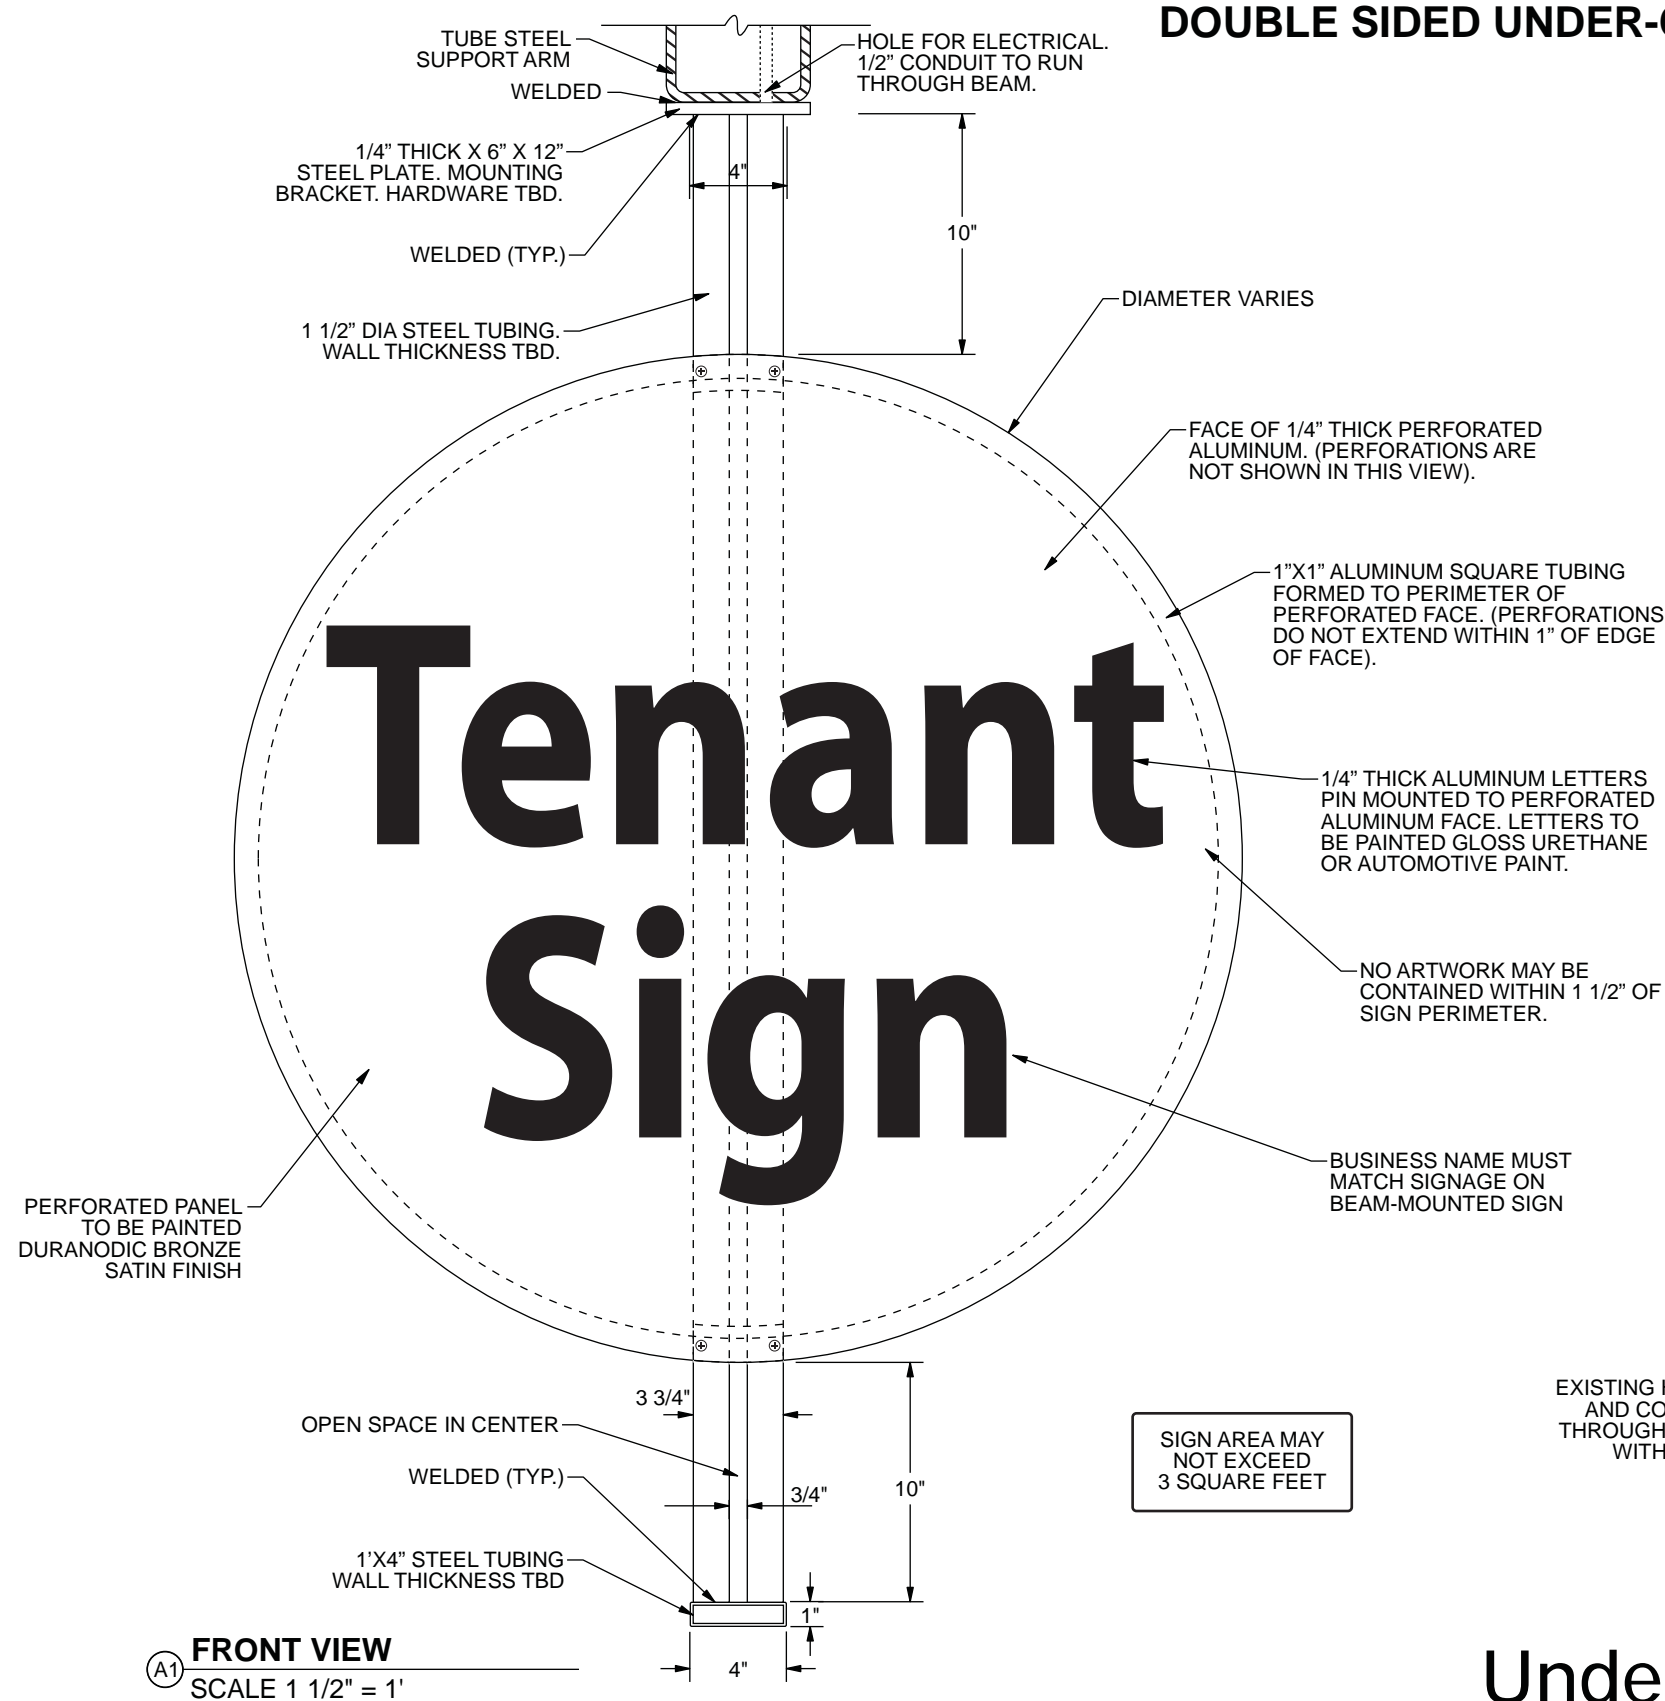 DOUBLE SIDED UNDER-
TUBE STEEL
SUPPORT ARM
WELDED
HOLE FOR ELECTRICAL.
1/2” CONDUIT TO RUN
THROUGH BEAM.
1/4” THICK X 6” X 12”
STEEL PLATE. MOUNTING
BRACKET. HARDWARE TBD.
4"
10"
WELDED (TYP.)
1 1/2” DIA STEEL TUBING.
WALL THICKNESS TBD.
DIAMETER VARIES
FACE OF 1/4” THICK PERFORATED
ALUMINUM. (PERFORATIONS ARE
NOT SHOWN IN THIS VIEW).
1”X1” ALUMINUM SQUARE TUBING
FORMED TO PERIMETER OF
PERFORATED FACE. (PERFORATIONS
DO NOT EXTEND WITHIN 1” OF EDGE
OF FACE).
Tenant
Sign
1/4” THICK ALUMINUM LETTERS
PIN MOUNTED TO PERFORATED
ALUMINUM FACE. LETTERS TO
BE PAINTED GLOSS URETHANE
OR AUTOMOTIVE PAINT.
NO ARTWORK MAY BE
CONTAINED WITHIN 1 1/2” OF
SIGN PERIMETER.
BUSINESS NAME MUST
MATCH SIGNAGE ON
BEAM-MOUNTED SIGN
PERFORATED PANEL
TO BE PAINTED
DURANODIC BRONZE
SATIN FINISH
3 3/4"
OPEN SPACE IN CENTER
WELDED (TYP.)
3/4"
10"
1’X4” STEEL TUBING
WALL THICKNESS TBD
1"
4"
SIGN AREA MAY
NOT EXCEED
3 SQUARE FEET
EXISTING
AND CO
THROUGH
WITH
A1
FRONT VIEW
SCALE 1 1/2" = 1'
Unde